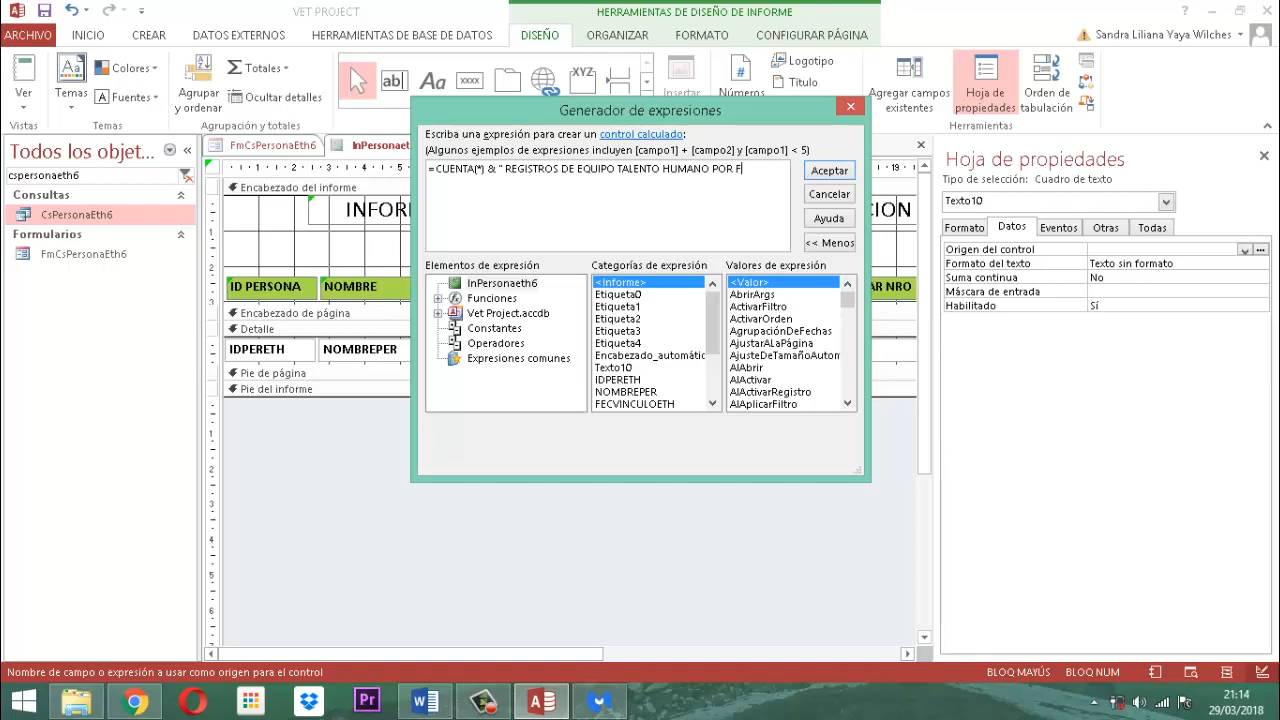 VET PROJECT
HERRAMIENTAS DE DISEÑO DE INFORME
?
ARCHIVO
INICIO
CREAR
DATOS EXTERNOS
HERRAMIENTAS DE BASE DE DATOS
DISEÑO
ORGANIZAR
FORMATO
CONFIGURAR PÁGINA
Sandra Liliana Yaya Wilches
Ver
Vistas
Temas
Colores
Fuentes
Temas
Agrupar
y ordenar
Totales
Ocultar detalles
Agrupación y totales
ab|
Aa
xxxx
XYZ
Insertar
Números
Logotipo
Título
Agregar campos
existentes
Hoja de
propiedades
Orden de
tabulación
Herramientas
Todos los objet...
cspersonaeth6
Consultas
CsPersonaEth6
Formularios
FmCsPersonaEth6
FmCsPersonaEth6
InPersonaet
Encabezado del informe
INFOR
CION
ID PERSONA
NOMBRE
AR NRO
Encabezado de página
Detalle
IDPERETH
NOMBREPER
Pie de página
Pie del informe
Generador de expresiones
Escriba una expresión para crear un control calculado:
(Algunos ejemplos de expresiones incluyen [campo1] + [campo2] y [campo1] < 5)
=CUENTA(*) & " REGISTROS DE EQUIPO TALENTO HUMANO POR F
Aceptar
Cancelar
Ayuda
<< Menos
Elementos de expresión
InPersonaeth6
Funciones
Vet Project.accdb
Constantes
Operadores
Expresiones comunes
Categorías de expresión
<Informe>
Etiqueta0
Etiqueta1
Etiqueta2
Etiqueta3
Etiqueta4
Encabezado_automátic
Texto10
IDPERETH
NOMBREPER
FECVINCULOETH
Valores de expresión
<Valor>
AbrirArgs
ActivarFiltro
ActivarOrden
AgrupaciónDeFechas
AjustarALaPágina
AjusteDeTamañoAutom
AlAbrir
AlActivar
AlActivarRegistro
AlAplicarFiltro
Hoja de propiedades
Tipo de selección: Cuadro de texto
Texto10
Formato
Datos
Eventos
Otras
Todas
Origen del control
Formato del texto
Texto sin formato
Suma continua
No
Máscara de entrada
Habilitado
Sí
Nombre de campo o expresión a usar como origen para el control
BLOQ MAYÚS
BLOQ NUM
Pr
21:14
29/03/2018